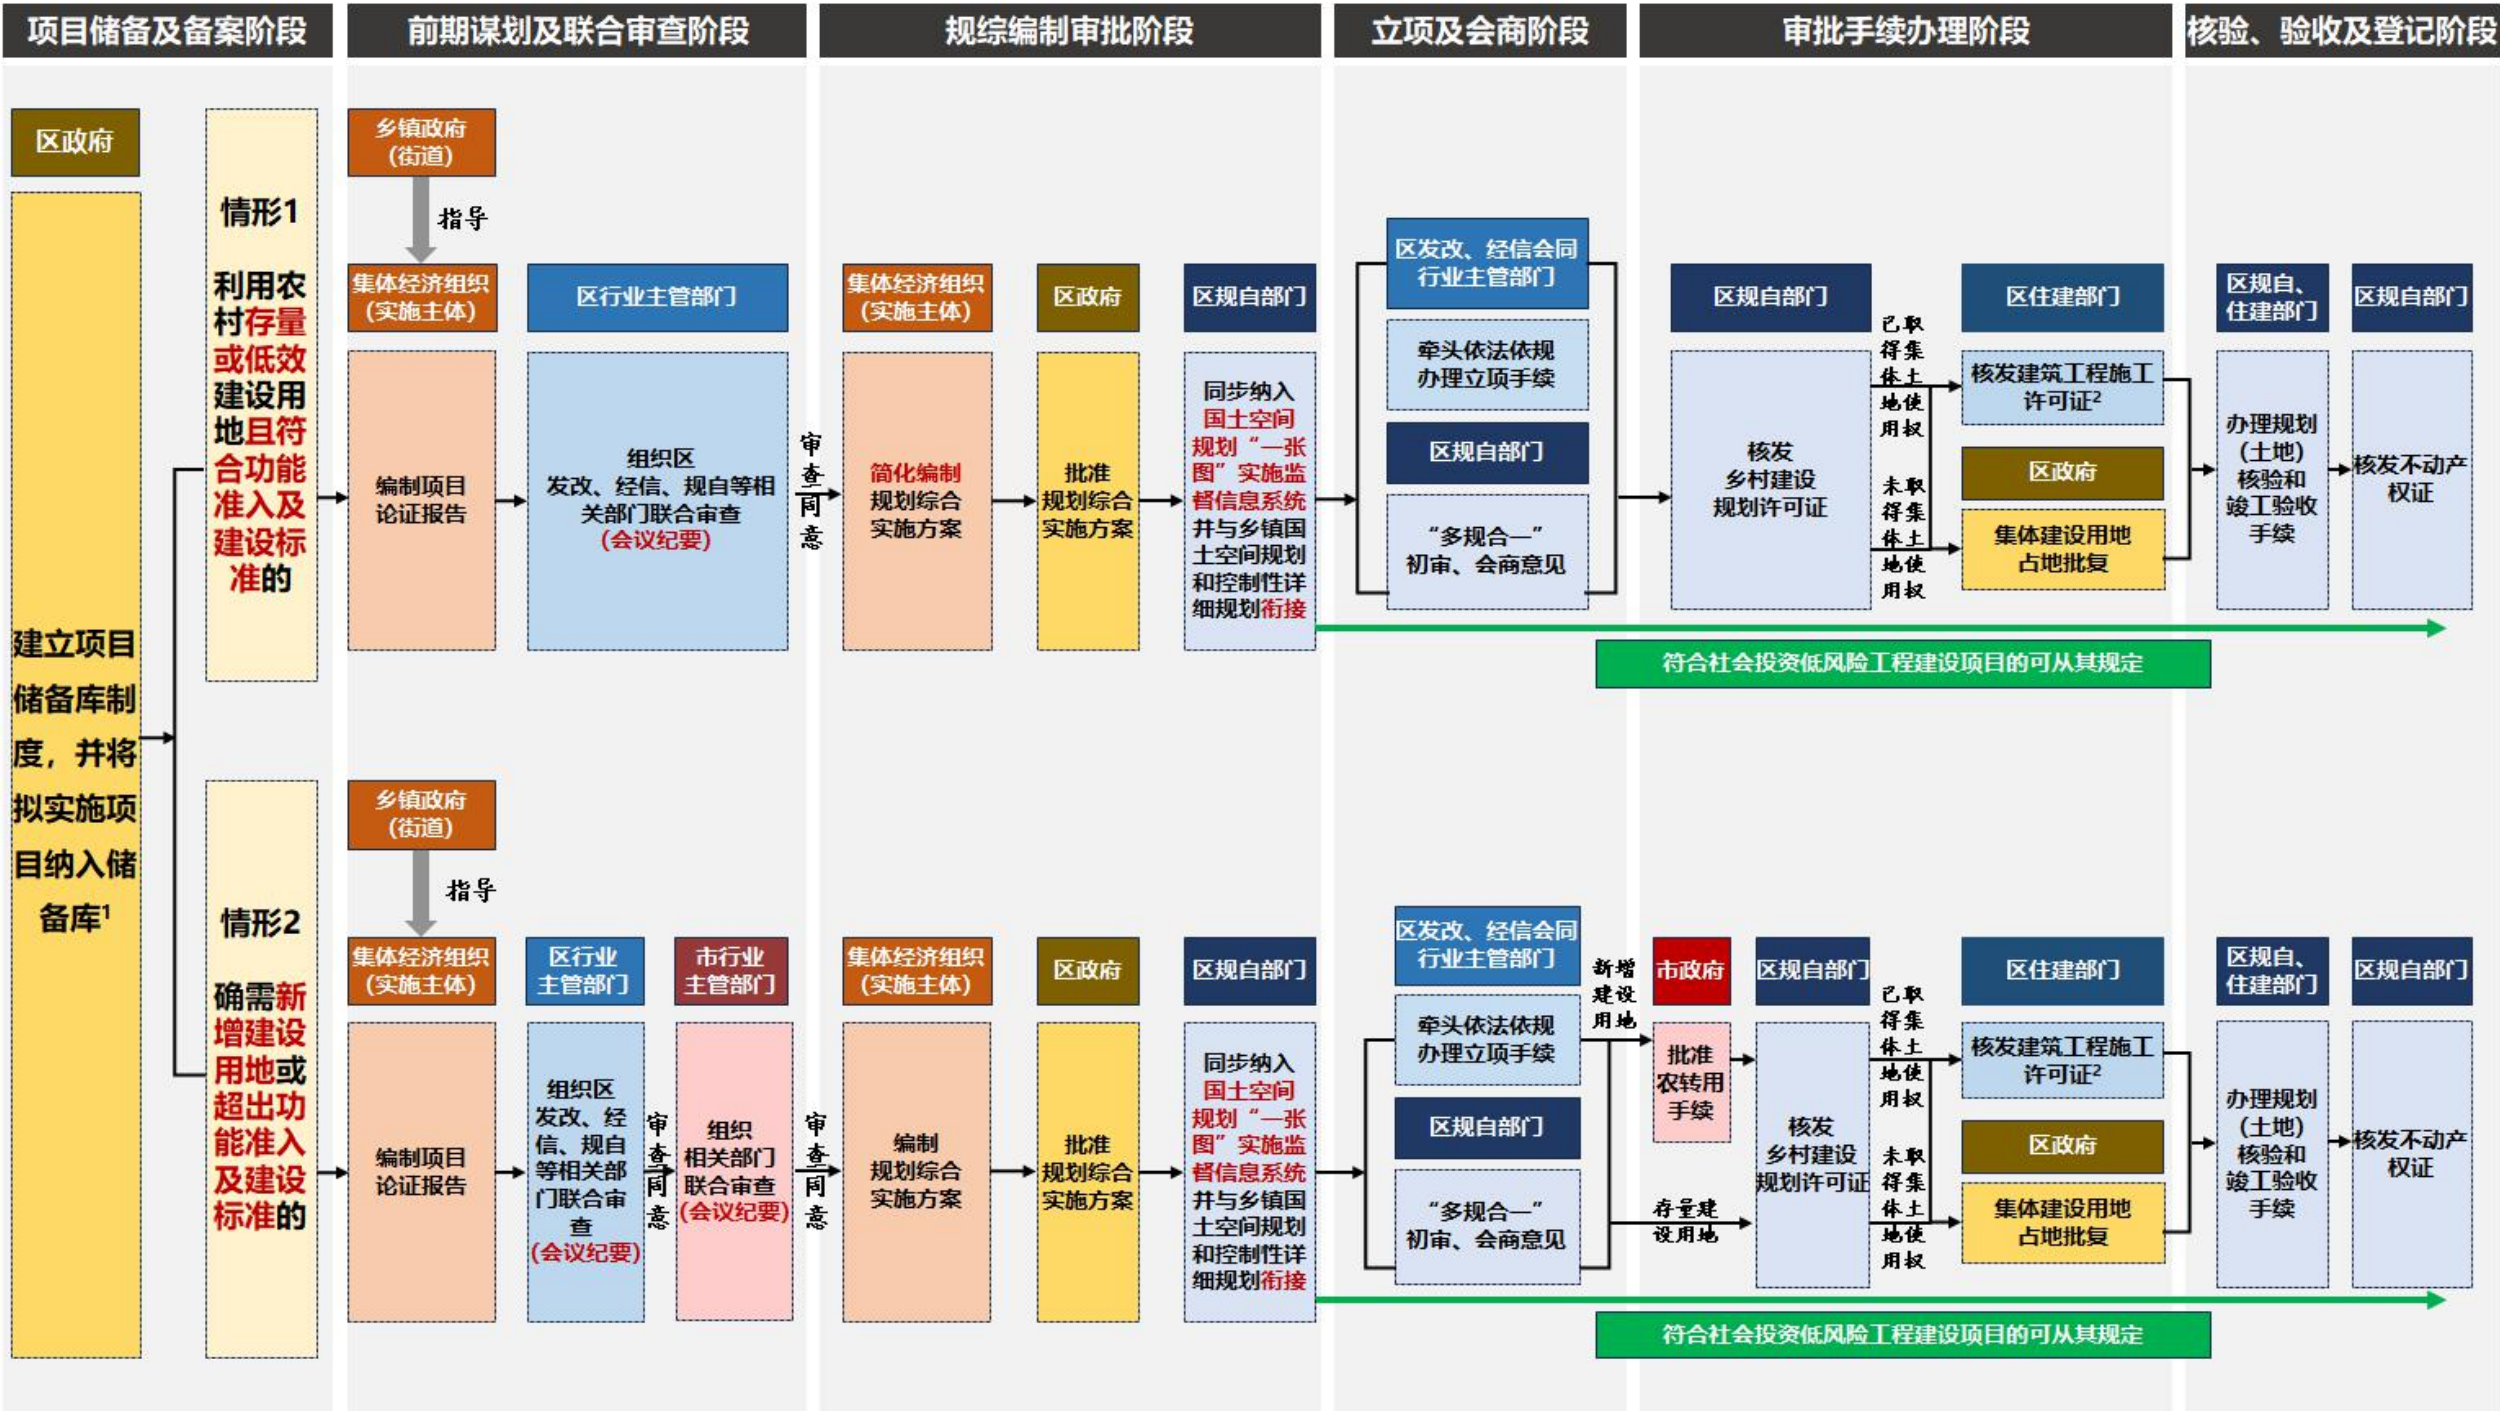 项目储备及备案阶段
前期谋划及联合审查阶段
规综编制审批阶段
立项及会商阶段
审批手续办理阶段
核验、验收及登记阶段
区政府
建立项目
储备库制
度，并将
拟实施项
目纳入储
备库1
情形1
利用农
村存量
或低效
建设用
地且符
合功能
准入及
建设标
准的
乡镇政府
(街道)
指导
集体经济组织
(实施主体)
编制项目
论证报告
区行业主管部门
组织区
发改、经信、规自等相
关部门联合审查
(会议纪要)
审
查
同
意
集体经济组织
(实施主体)
简化编制
规划综合
实施方案
区政府
批准
规划综合
实施方案
区规自部门
同步纳入
国土空间
规划“一张
图”实施监
督信息系统
并与乡镇国
土空间规划
和控制性详
细规划衔接
区发改、经信会同
行业主管部门
牵头依法依规
办理立项手续
区规自部门
“多规合一”
初审、会商意见
区规自部门
核发
乡村建设
规划许可证
已取
得集
体土
地使
用权
未取
得集
体土
地使
用权
区住建部门
核发建筑工程施工
许可证2
区政府
集体建设用地
占地批复
区规自、
住建部门
办理规划
(土地)
核验和
竣工验收
手续
区规自部门
核发不动产
权证
符合社会投资低风险工程建设项目的可从其规定
情形2
确需新
增建设
用地或
超出功
能准入
及建设
标准的
乡镇政府
(街道)
指导
集体经济组织
(实施主体)
编制项目
论证报告
区行业
主管部门
组织区
发改、经
信、规自
等相关部
门联合审
查
(会议纪要)
审
查
同
意
市行业
主管部门
组织
相关部门
联合审查
(会议纪要)
审
查
同
意
集体经济组织
(实施主体)
编制
规划综合
实施方案
区政府
批准
规划综合
实施方案
区规自部门
同步纳入
国土空间
规划“一张
图”实施监
督信息系统
并与乡镇国
土空间规划
和控制性详
细规划衔接
区发改、经信会同
行业主管部门
牵头依法依规
办理立项手续
区规自部门
“多规合一”
初审、会商意见
新增
建设
用地
市政府
批准
农转用
手续
存量建
设用地
区规自部门
核发
乡村建设
规划许可证
已取
得集
体土
地使
用权
未取
得集
体土
地使
用权
区住建部门
核发建筑工程施工
许可证2
区政府
集体建设用地
占地批复
区规自、
住建部门
办理规划
(土地)
核验和
竣工验收
手续
区规自部门
核发不动产
权证
符合社会投资低风险工程建设项目的可从其规定